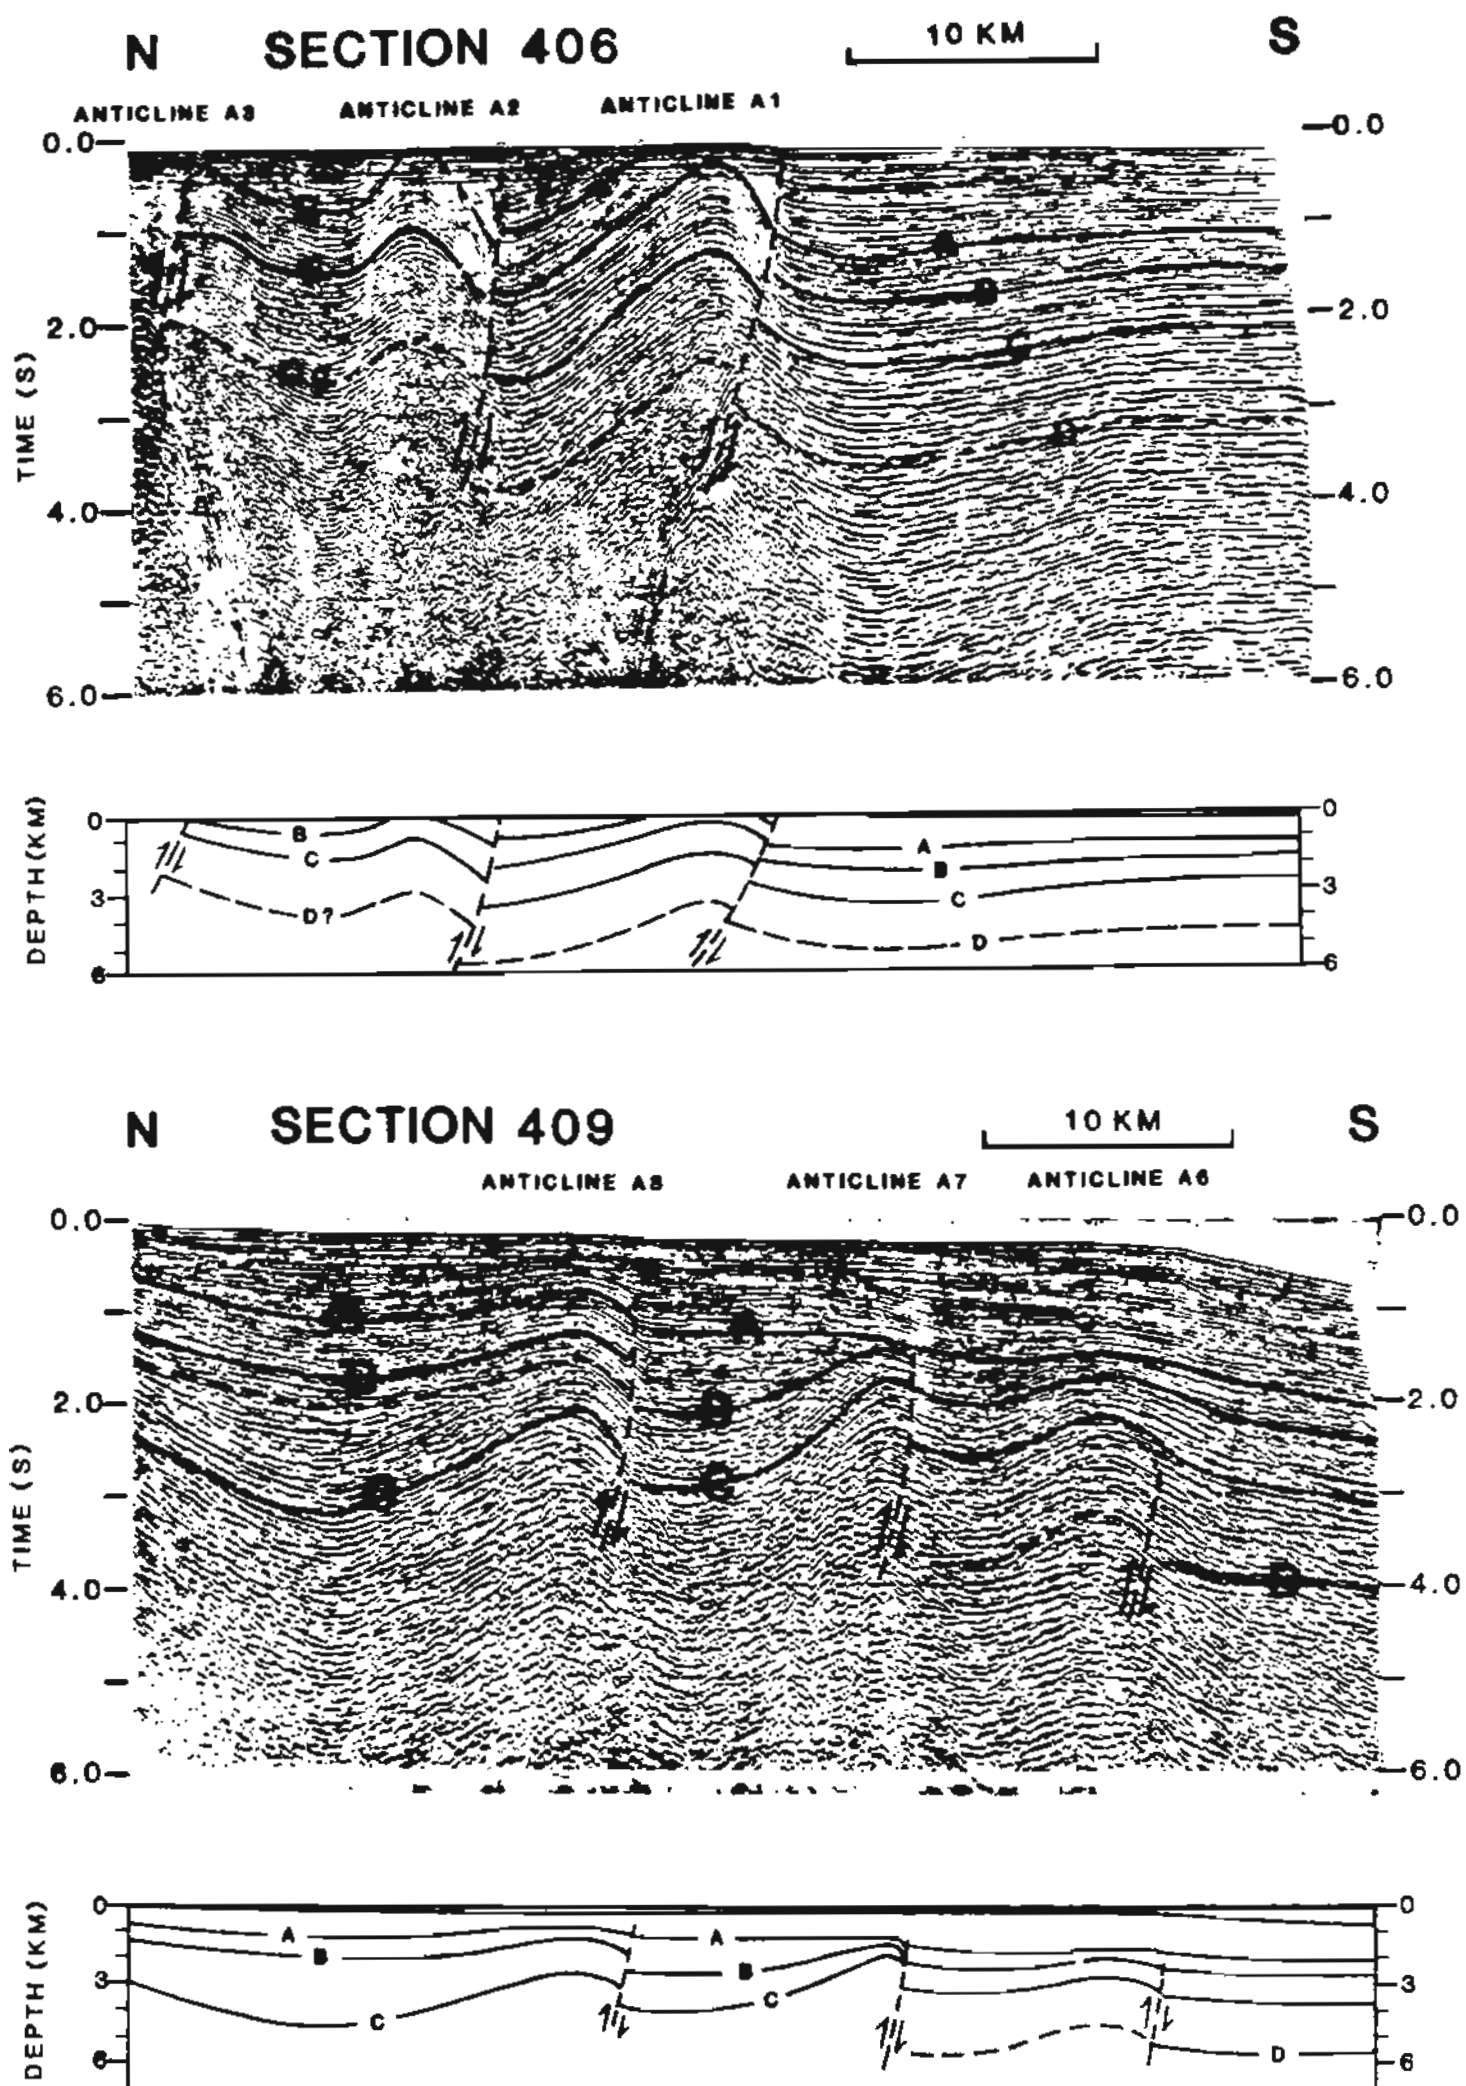 N SECTION 406 10 KM S
ANTICLINE A3 ANTICLINE A2 ANTICLINE A1
0.0 0.0
2.0 2.0
4.0 4.0
6.0 6.0
TIME (S)
B
C
A
B
C
D
DEPTH (KM)
0 0
3 3
6 6
B
C
D?
A
B
C
D
N SECTION 409 10 KM S
ANTICLINE A8 ANTICLINE A7 ANTICLINE A6
0.0 0.0
2.0 2.0
4.0 4.0
6.0 6.0
TIME (S)
A A
B B
C C
D
DEPTH (KM)
0 0
3 3
6 6
A A
B B
C C
D